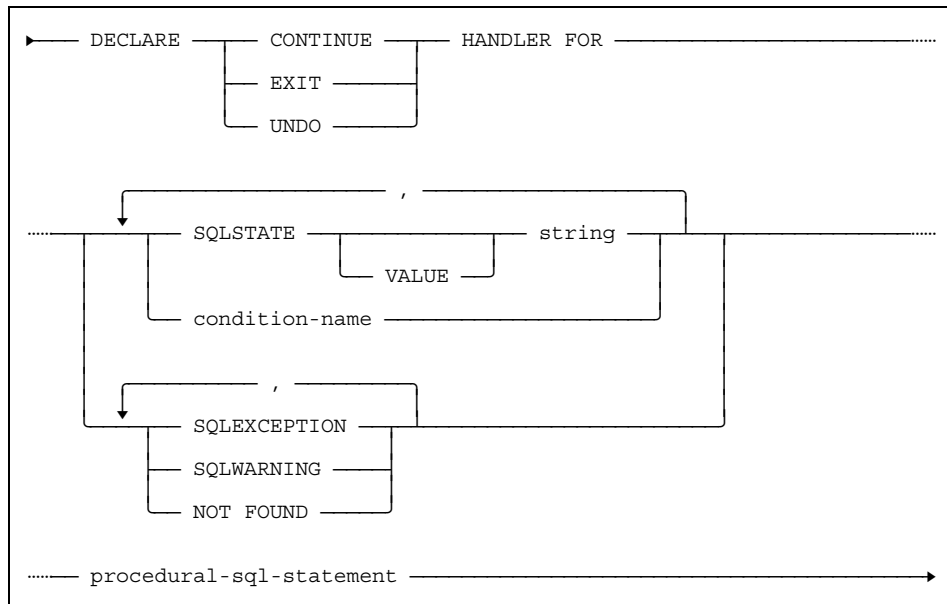 DECLARE CONTINUE HANDLER FOR
EXIT
UNDO
,
SQLSTATE string
VALUE
condition-name
,
SQLEXCEPTION
SQLWARNING
NOT FOUND
procedural-sql-statement